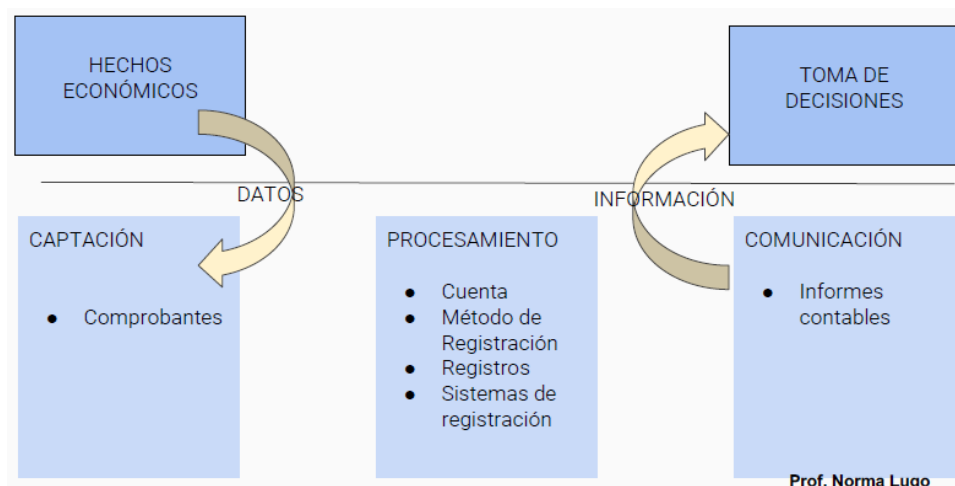 HECHOS
ECONÓMICOS
TOMA DE
DECISIONES
DATOS
INFORMACIÓN
CAPTACIÓN
● Comprobantes
PROCESAMIENTO
● Cuenta
● Método de
Registración
● Registros
● Sistemas de
registración
COMUNICACIÓN
● Informes
contables
Prof. Norma Lugo